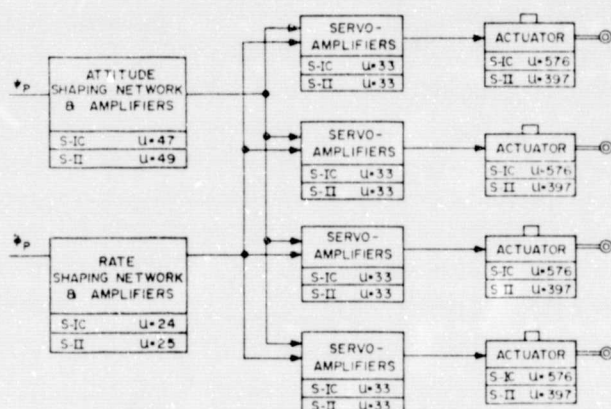 ATTITUDE
SHAPING NETWORK
& AMPLIFIERS
S-IC U=47
S-II U=49
RATE
SHAPING NETWORK
& AMPLIFIERS
S-IC U=24
S-II U=25
SERVO-
AMPLIFIERS
S-IC U=33
S-II U=33
ACTUATOR
S-IC U=576
S-II U=397
SERVO-
AMPLIFIERS
S-IC U=33
S-II U=33
ACTUATOR
S-IC U=576
S-II U=397
SERVO-
AMPLIFIERS
S-IC U=33
S-II U=33
ACTUATOR
S-IC U=576
S-II U=397
SERVO-
AMPLIFIERS
S-IC U=33
S-II U=33
ACTUATOR
S-IC U=576
S-II U=397